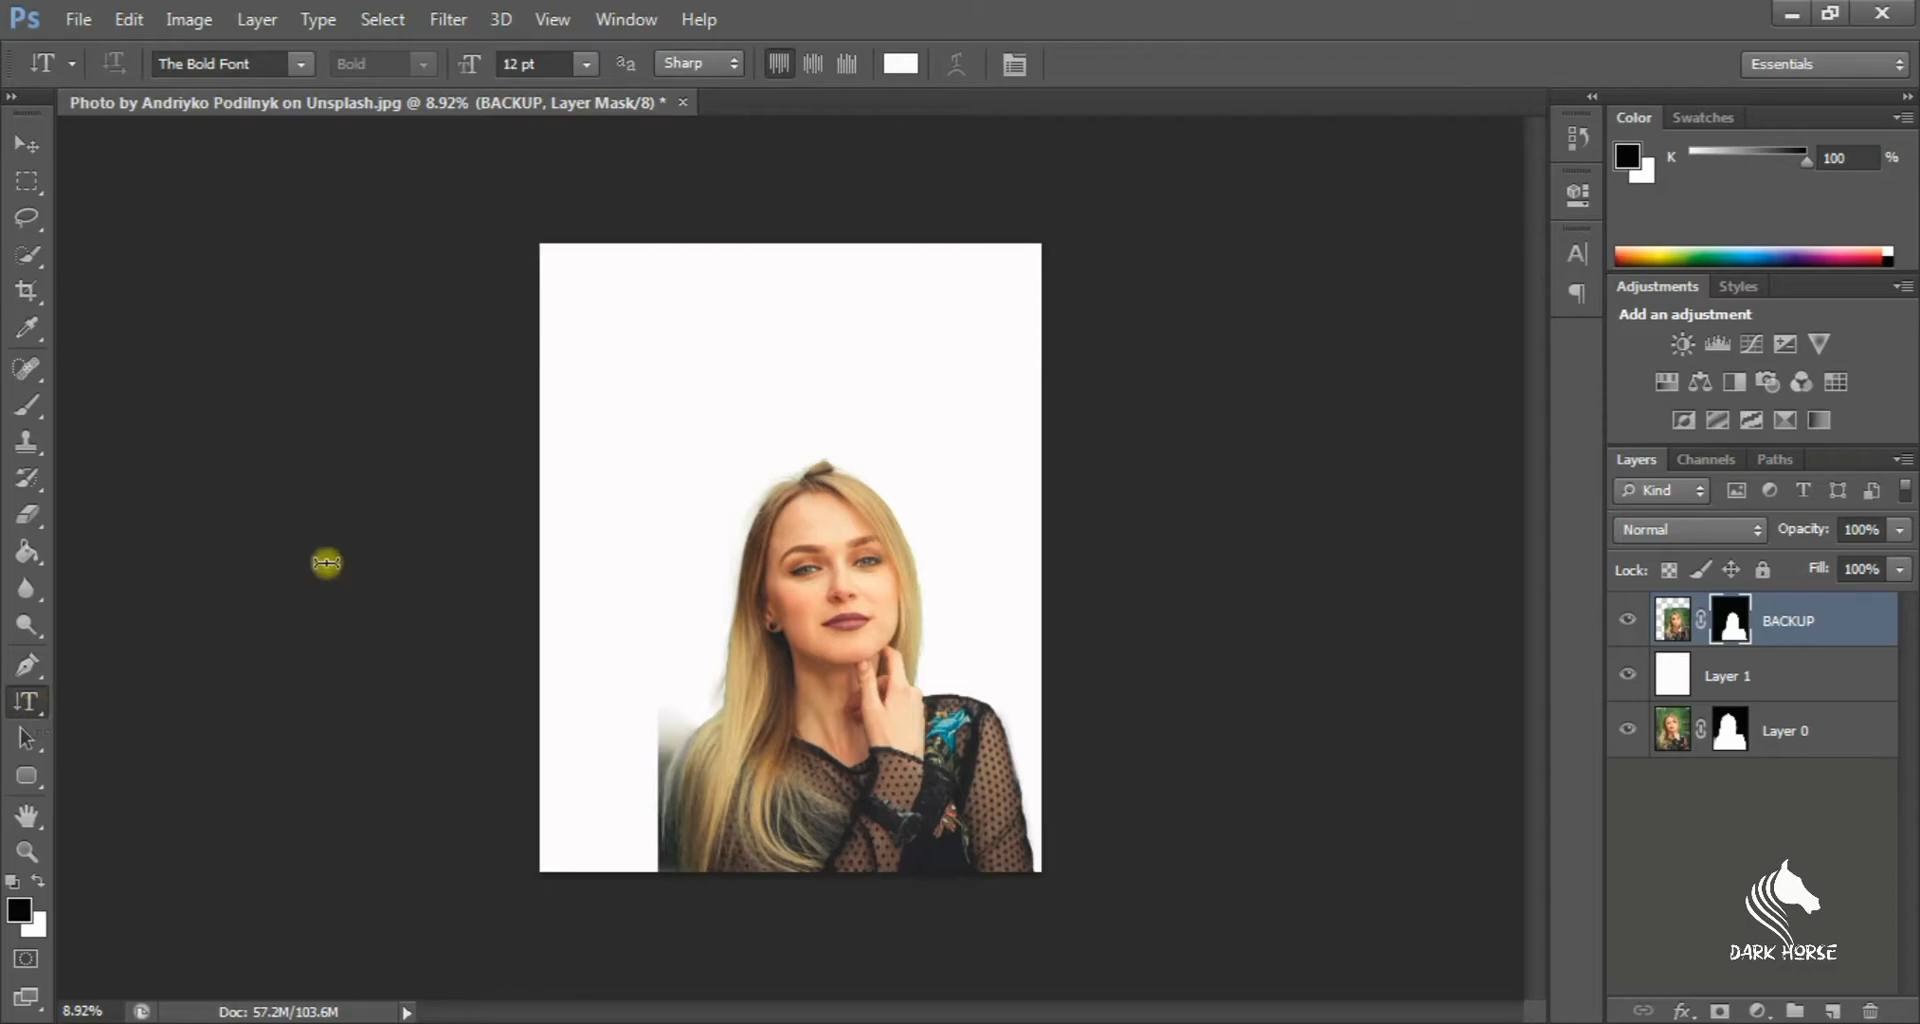 Ps File Edit Image Layer Type Select Filter 3D View Window Help
The Bold Font Bold 12 pt aa Sharp Essentials
Photo by Andriyko Podilnyk on Unsplash.jpg @ 8.92% (BACKUP, Layer Mask/8) * ×
Color Swatches
K 100 %
Adjustments Styles
Add an adjustment
Layers Channels Paths
Kind
Normal Opacity: 100%
Lock: Fill: 100%
BACKUP
Layer 1
Layer 0
DARK HORSE
8.92% Doc: 57.2M/103.6M